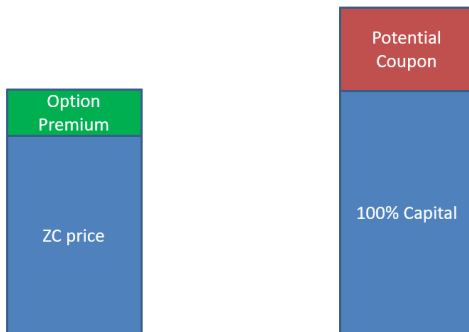 Option
Premium
ZC price
Potential
Coupon
100% Capital